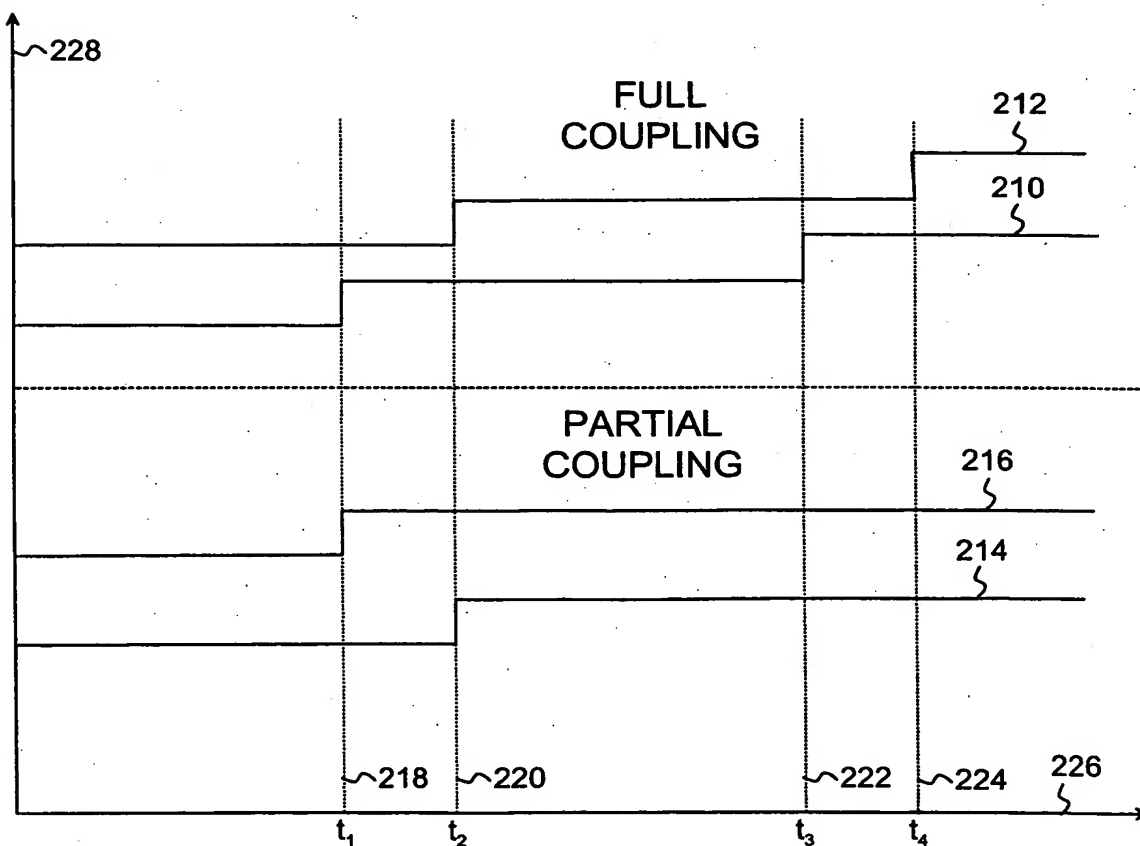 228
FULL
COUPLING
212
210
PARTIAL
COUPLING
216
214
218
220
222
224
226
t₁
t₂
t₃
t₄